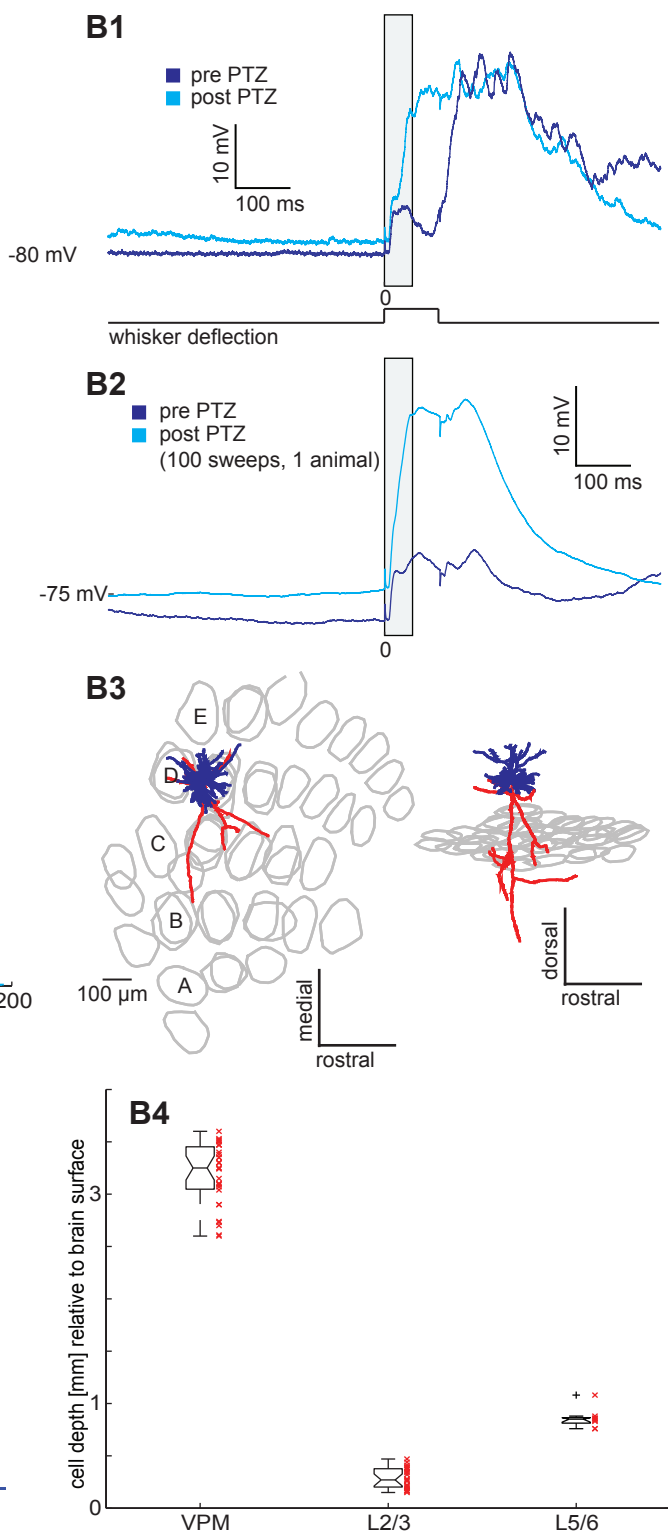 B1
pre PTZ
post PTZ
10 mV
100 ms
-80 mV
0
whisker deflection
B2
pre PTZ
post PTZ
(100 sweeps, 1 animal)
10 mV
100 ms
-75 mV
0
B3
E
D
C
B
A
100 µm
medial
rostral
dorsal
rostral
200
B4
cell depth [mm] relative to brain surface
3
1
0
VPM
L2/3
L5/6